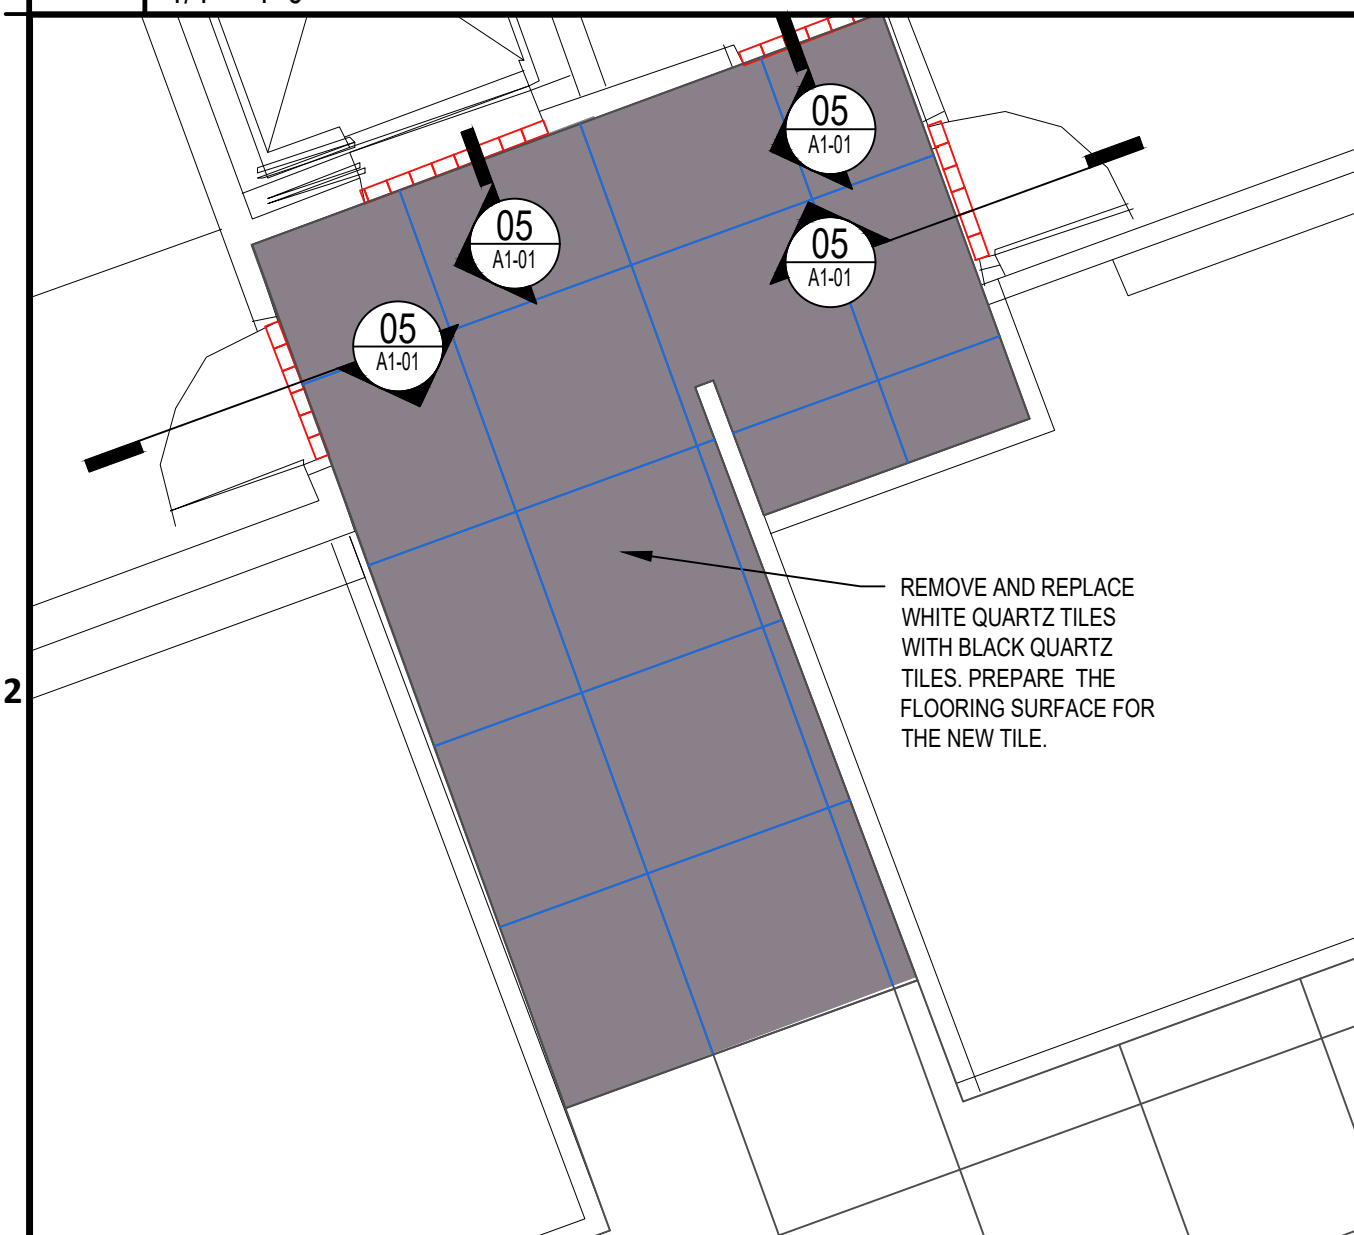 05
A1-01
05
A1-01
05
A1-01
05
A1-01
REMOVE AND REPLACE
WHITE QUARTZ TILES
WITH BLACK QUARTZ
TILES. PREPARE THE
FLOORING SURFACE FOR
THE NEW TILE.
2